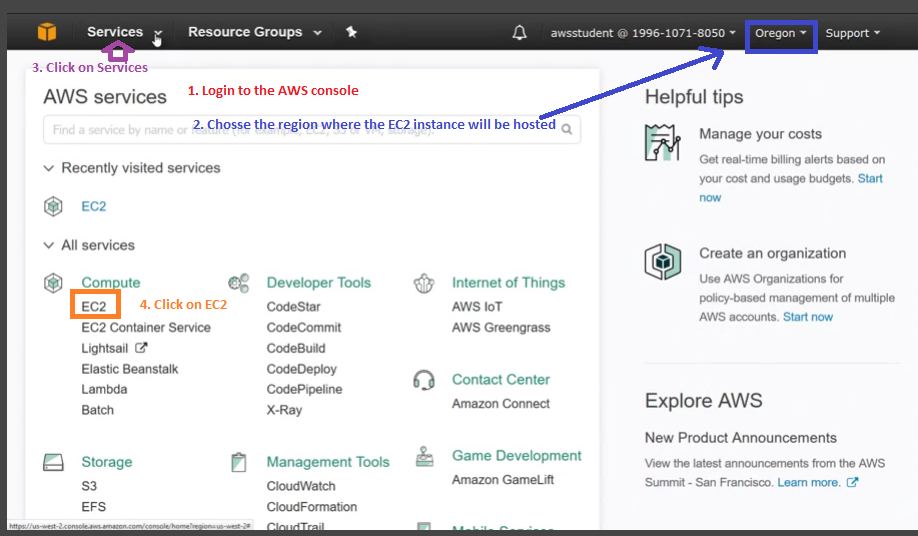 Services
Resource Groups
awsstudent @ 1996-1071-8050
Oregon
Support
3. Click on Services
1. Login to the AWS console
AWS services
2. Chosse the region where the EC2 instance will be hosted
Find a service by name or feature (for example, EC2, S3 or VM, storage).
Recently visited services
EC2
All services
Compute
EC2
4. Click on EC2
EC2 Container Service
Lightsail
Elastic Beanstalk
Lambda
Batch
Developer Tools
CodeStar
CodeCommit
CodeBuild
CodeDeploy
CodePipeline
X-Ray
Internet of Things
AWS IoT
AWS Greengrass
Contact Center
Amazon Connect
Storage
S3
EFS
Management Tools
CloudWatch
CloudFormation
CloudTrail
Game Development
Amazon GameLift
Mobile Services
Helpful tips
Manage your costs
Get real-time billing alerts based on
your cost and usage budgets. Start
now
Create an organization
Use AWS Organizations for
policy-based management of multiple
AWS accounts. Start now
Explore AWS
New Product Announcements
View the latest announcements from the AWS
Summit - San Francisco. Learn more.
https://us-west-2.console.aws.amazon.com/console/home?region=us-west-2#